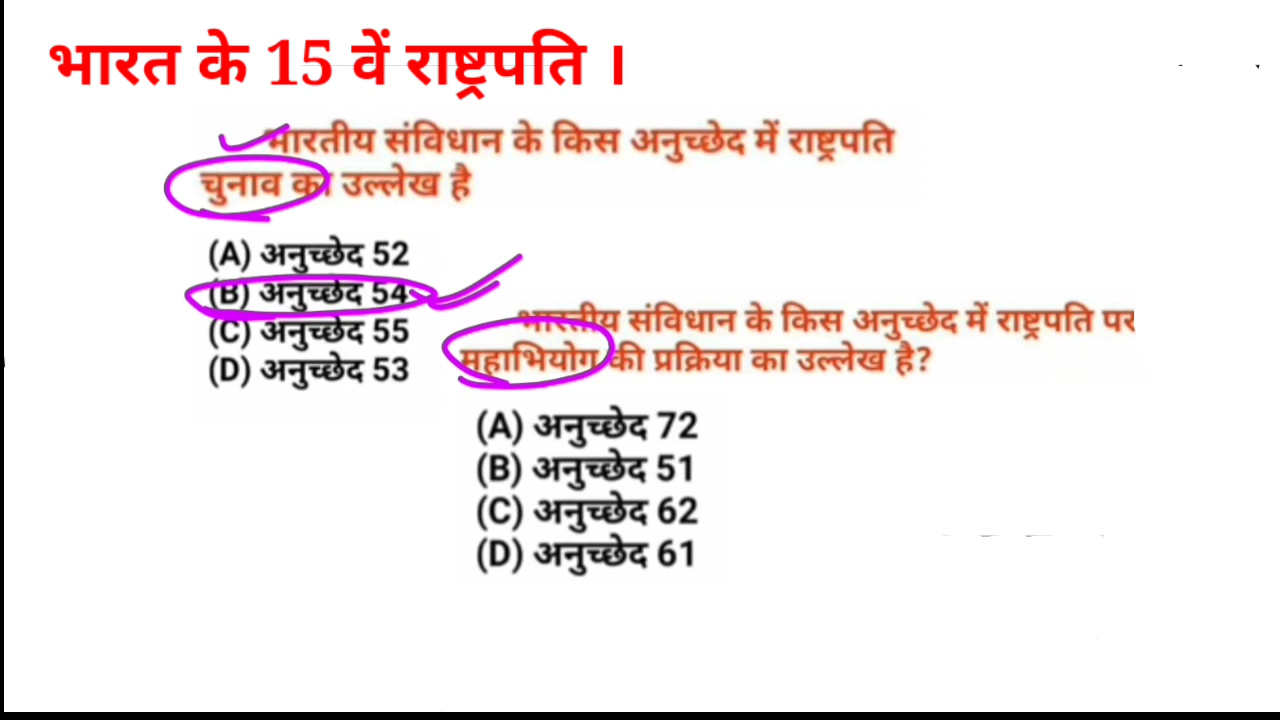 भारत के 15 वें राष्ट्रपति ।
भारतीय संविधान के किस अनुच्छेद में राष्ट्रपति
चुनाव का उल्लेख है
(A) अनुच्छेद 52
(B) अनुच्छेद 54
(C) अनुच्छेद 55
(D) अनुच्छेद 53
भारतीय संविधान के किस अनुच्छेद में राष्ट्रपति पर
महाभियोग की प्रक्रिया का उल्लेख है?
(A) अनुच्छेद 72
(B) अनुच्छेद 51
(C) अनुच्छेद 62
(D) अनुच्छेद 61